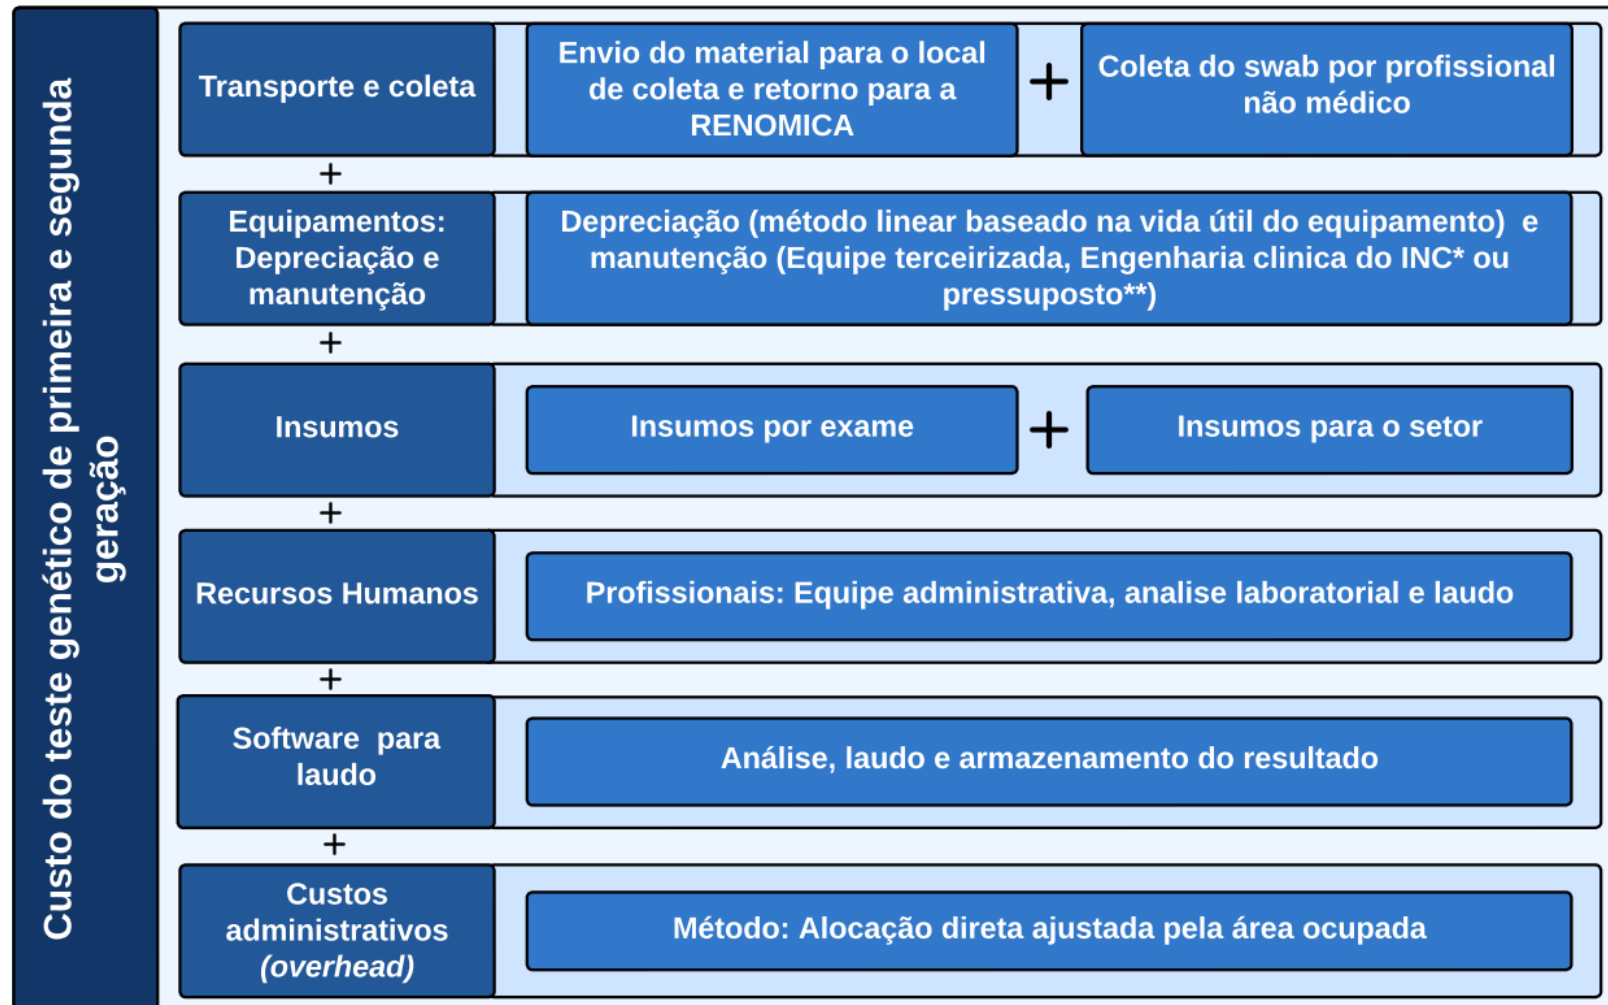 Custo do teste genético de primeira e segunda
geração
Transporte e coleta
Envio do material para o local
de coleta e retorno para a
RENOMICA
+
Coleta do swab por profissional
não médico
+
Equipamentos:
Depreciação e
manutenção
Depreciação (método linear baseado na vida útil do equipamento)  e
manutenção (Equipe terceirizada, Engenharia clinica do INC* ou
pressuposto**)
+
Insumos
Insumos por exame
+
Insumos para o setor
+
Recursos Humanos
Profissionais: Equipe administrativa, analise laboratorial e laudo
+
Software  para
laudo
Análise, laudo e armazenamento do resultado
+
Custos
administrativos
(overhead)
Método: Alocação direta ajustada pela área ocupada